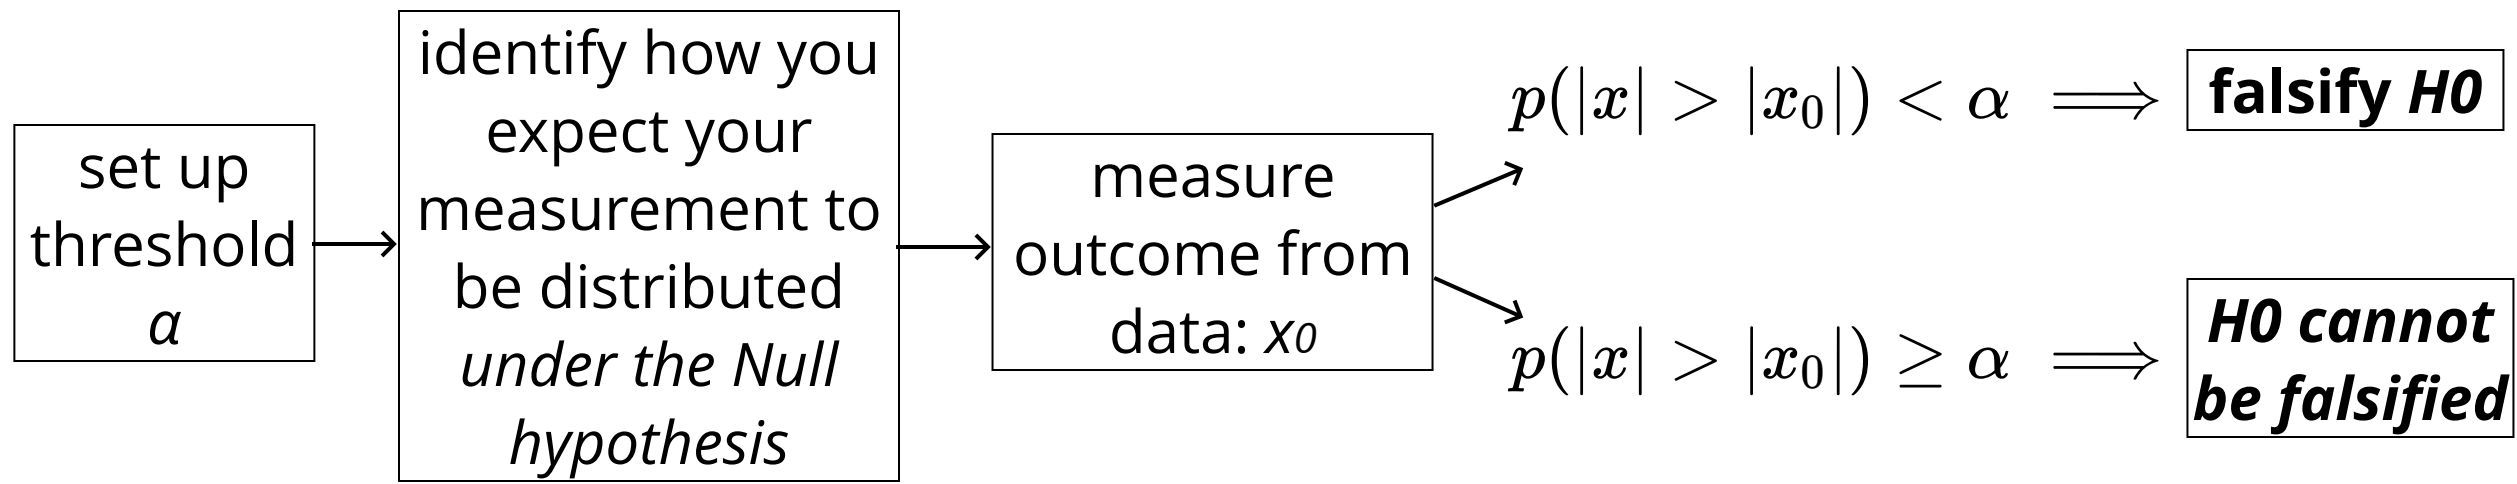 set up
threshold
α
identify how you
expect your
measurement to
be distributed
under the Null
hypothesis
measure
outcome from
data: x₀
p(|x| > |x₀|) < α ⟹
falsify H0
p(|x| > |x₀|) ≥ α ⟹
H0 cannot
be falsified